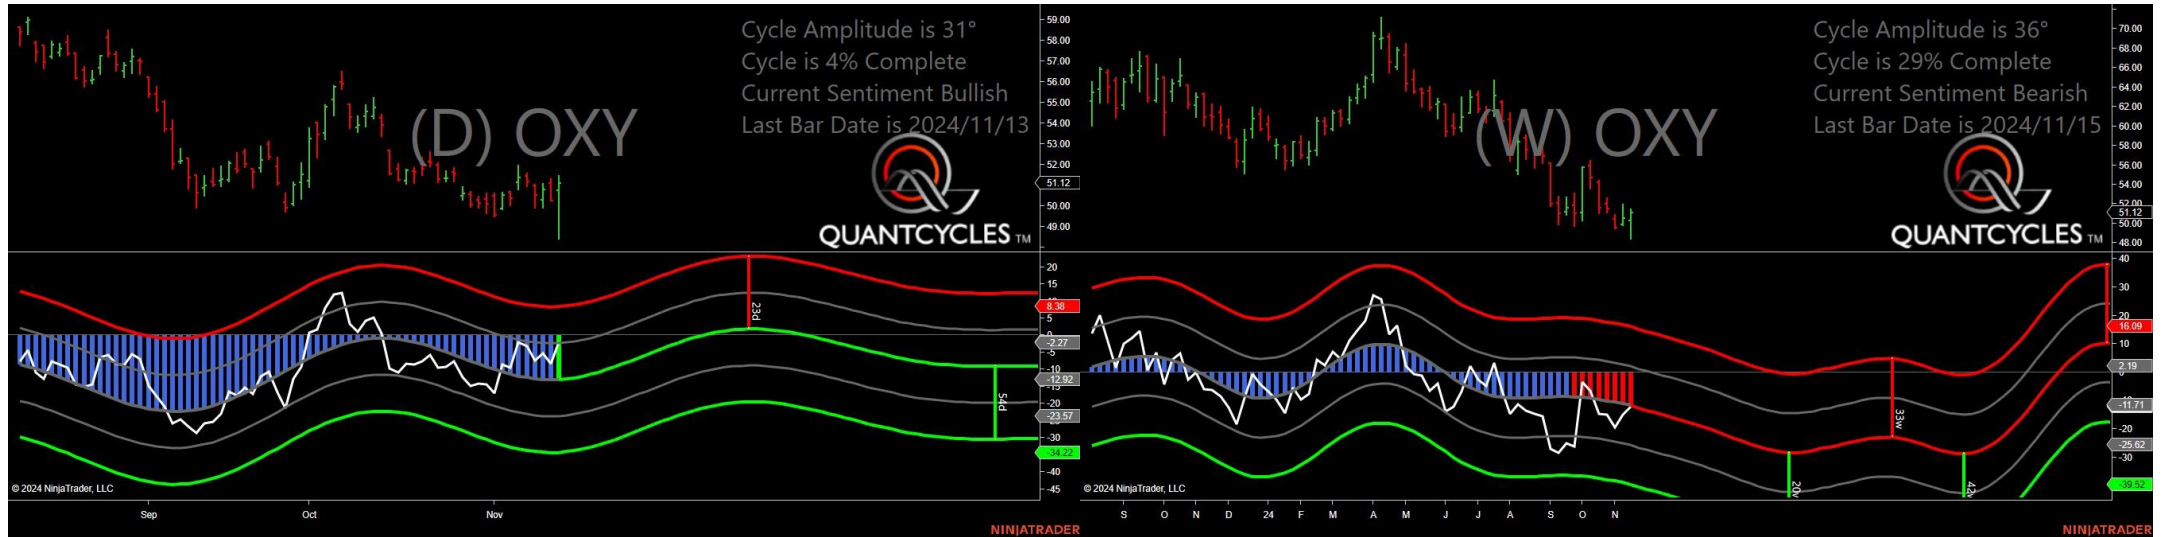 Cycle Amplitude is 31°
Cycle is 4% Complete
Current Sentiment Bullish
Last Bar Date is 2024/11/13
(D) OXY
QUANTCYCLES TM
59.00
58.00
57.00
56.00
55.00
54.00
53.00
52.00
51.12
50.00
49.00
20
15
8.38
5
0
-2.27
-5
-10
-12.92
-20
-23.57
-30
-34.22
-40
-45
23d
54d
© 2024 NinjaTrader, LLC
Sep Oct Nov
NINJATRADER
Cycle Amplitude is 36°
Cycle is 29% Complete
Current Sentiment Bearish
Last Bar Date is 2024/11/15
(W) OXY
QUANTCYCLES TM
70.00
68.00
66.00
64.00
62.00
60.00
58.00
56.00
54.00
52.00
51.12
50.00
48.00
40
30
20
16.09
10
2.19
0
-11.71
-20
-25.62
-30
-39.52
33w
© 2024 NinjaTrader, LLC
S O N D 24 F M A M J J A S O N
NINJATRADER